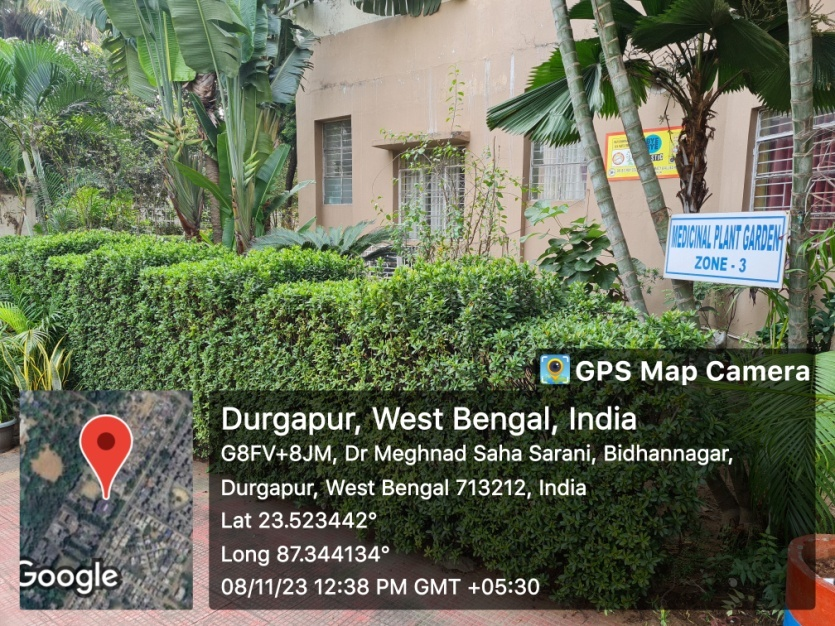 MEDICINAL PLANT GARDEN
ZONE - 3
GPS Map Camera
Durgapur, West Bengal, India
G8FV+8JM, Dr Meghnad Saha Sarani, Bidhannagar,
Durgapur, West Bengal 713212, India
Lat 23.523442°
Long 87.344134°
08/11/23 12:38 PM GMT +05:30
Google